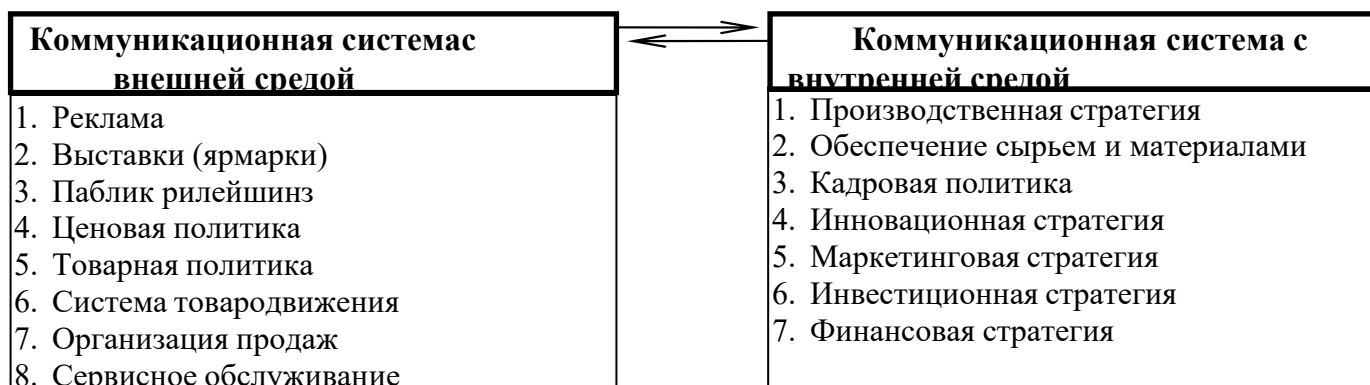 Коммуникационная системас
внешней средой
1. Реклама
2. Выставки (ярмарки)
3. Паблик рилейшинз
4. Ценовая политика
5. Товарная политика
6. Система товародвижения
7. Организация продаж
8. Сервисное обслуживание
Коммуникационная система с
внутренней средой
1. Производственная стратегия
2. Обеспечение сырьем и материалами
3. Кадровая политика
4. Инновационная стратегия
5. Маркетинговая стратегия
6. Инвестиционная стратегия
7. Финансовая стратегия